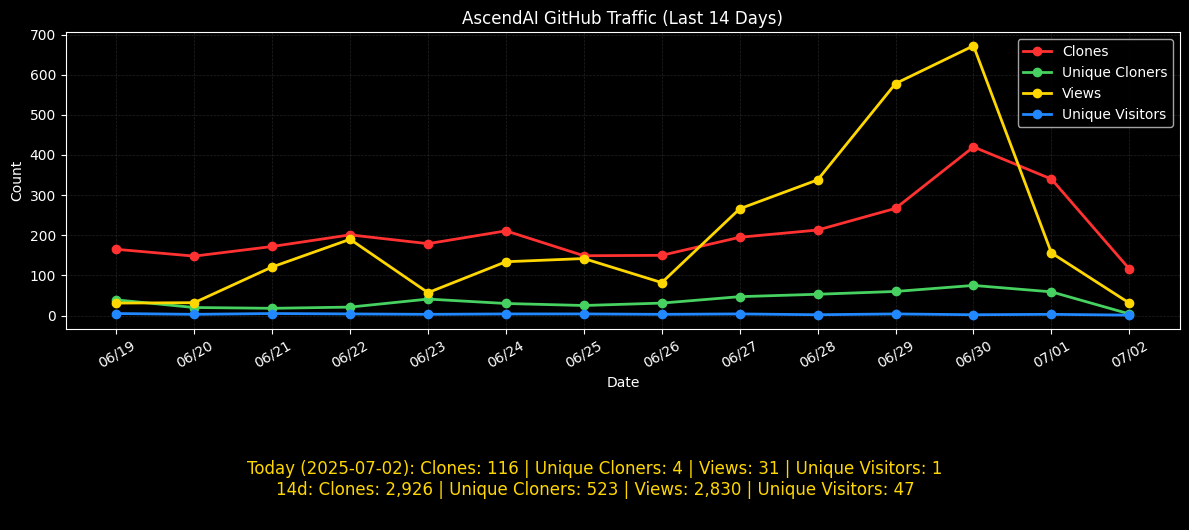 AscendAI GitHub Traffic (Last 14 Days)
700
600
500
400
300
200
100
0
Count
Clones
Unique Cloners
Views
Unique Visitors
06/19
06/20
06/21
06/22
06/23
06/24
06/25
06/26
06/27
06/28
06/29
06/30
07/01
07/02
Date
Today (2025-07-02): Clones: 116 | Unique Cloners: 4 | Views: 31 | Unique Visitors: 1
14d: Clones: 2,926 | Unique Cloners: 523 | Views: 2,830 | Unique Visitors: 47